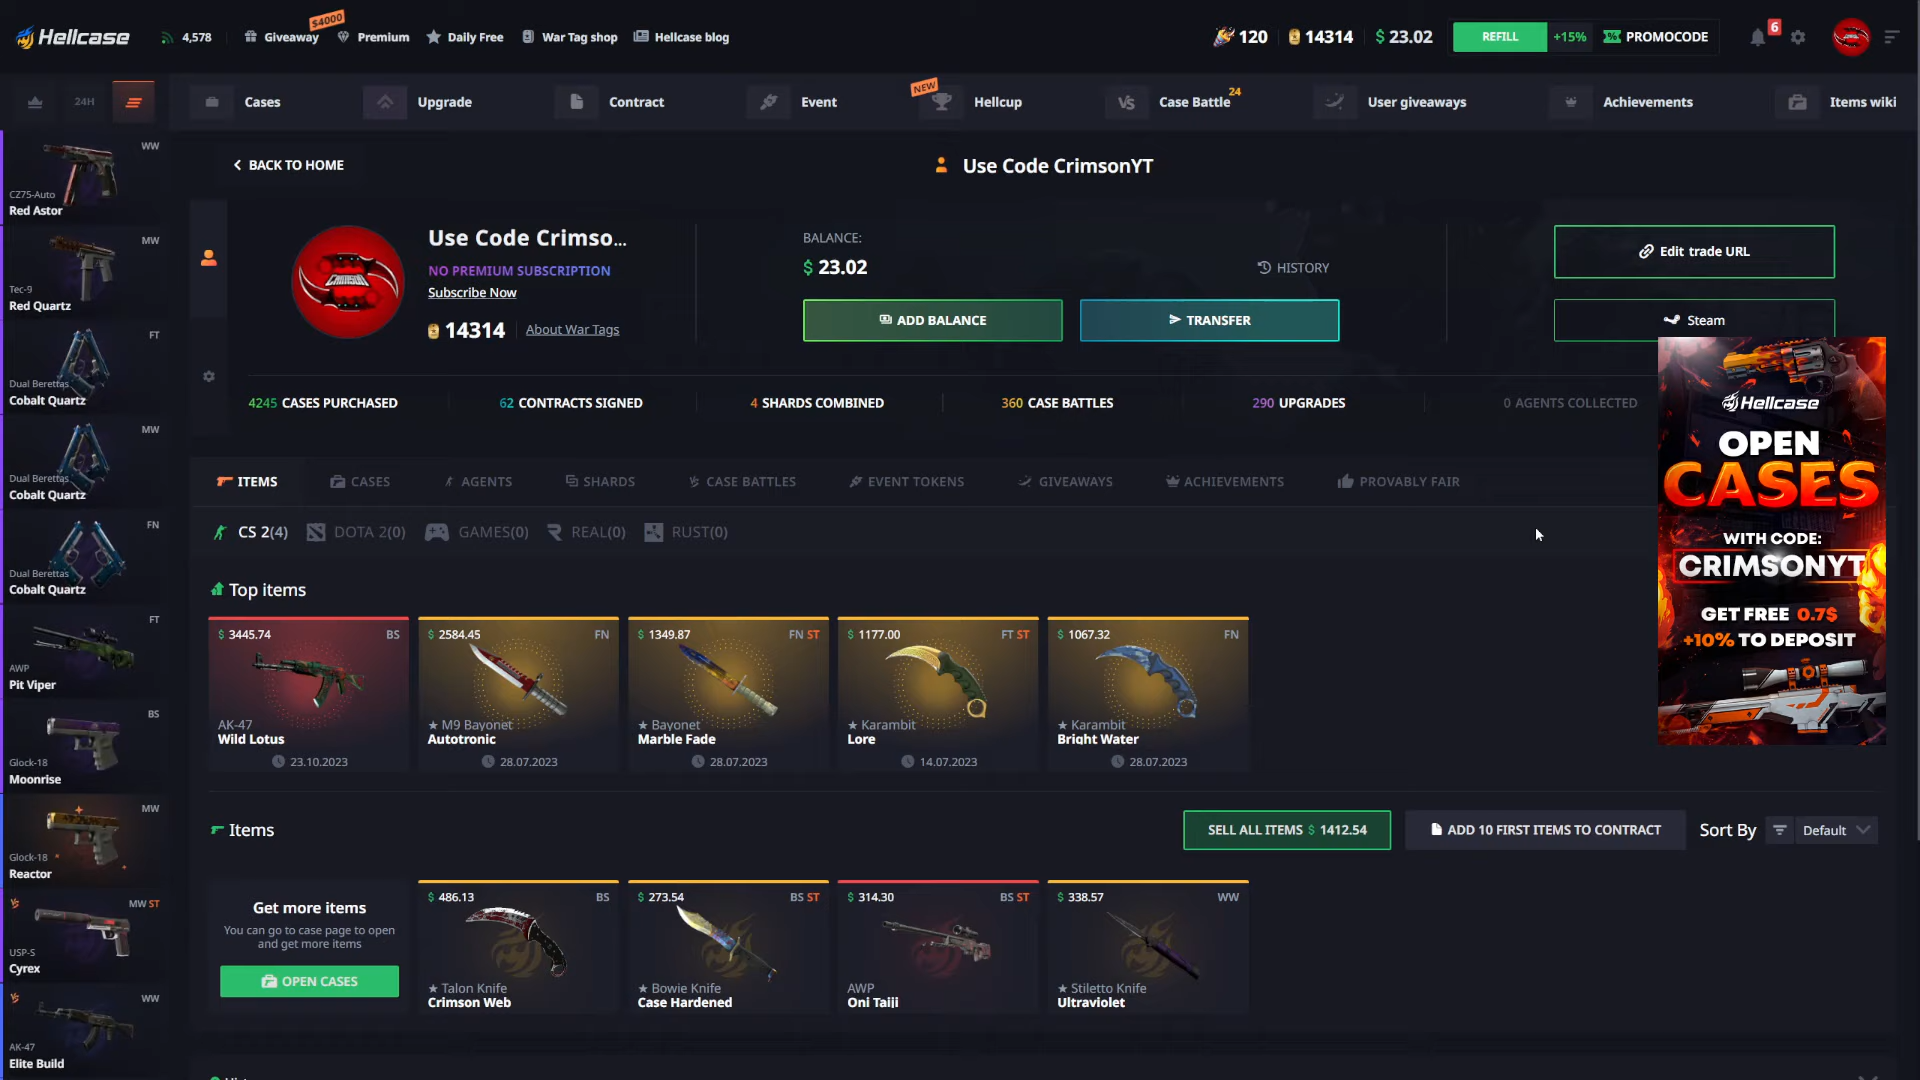 Hellcase
4,578
Giveaway
$4000
Premium
Daily Free
War Tag shop
Hellcase blog
120
14314
$ 23.02
REFILL
+15%
PROMOCODE
6
24H
Cases
Upgrade
Contract
Event
NEW
Hellcup
VS
Case Battle
24
User giveaways
Achievements
Items wiki
WW
CZ75-Auto
Red Astor
MW
Tec-9
Red Quartz
FT
Dual Berettas
Cobalt Quartz
MW
Dual Berettas
Cobalt Quartz
FN
Dual Berettas
Cobalt Quartz
FT
AWP
Pit Viper
BS
Glock-18
Moonrise
MW
Glock-18
Reactor
MW ST
USP-S
Cyrex
WW
AK-47
Elite Build
BACK TO HOME
Use Code CrimsonYT
CRIMSON
Use Code Crimso...
NO PREMIUM SUBSCRIPTION
Subscribe Now
14314
About War Tags
BALANCE:
$ 23.02
HISTORY
ADD BALANCE
TRANSFER
Edit trade URL
Steam
4245 CASES PURCHASED
62 CONTRACTS SIGNED
4 SHARDS COMBINED
360 CASE BATTLES
290 UPGRADES
0 AGENTS COLLECTED
ITEMS
CASES
AGENTS
SHARDS
CASE BATTLES
EVENT TOKENS
GIVEAWAYS
ACHIEVEMENTS
PROVABLY FAIR
CS 2(4)
DOTA 2(0)
GAMES(0)
REAL(0)
RUST(0)
Top items
$ 3445.74
BS
AK-47
Wild Lotus
23.10.2023
$ 2584.45
FN
★ M9 Bayonet
Autotronic
28.07.2023
$ 1349.87
FN ST
★ Bayonet
Marble Fade
28.07.2023
$ 1177.00
FT ST
★ Karambit
Lore
14.07.2023
$ 1067.32
FN
★ Karambit
Bright Water
28.07.2023
Items
SELL ALL ITEMS $ 1412.54
ADD 10 FIRST ITEMS TO CONTRACT
Sort By
Default
Get more items
You can go to case page to open
and get more items
OPEN CASES
$ 486.13
BS
★ Talon Knife
Crimson Web
$ 273.54
BS ST
★ Bowie Knife
Case Hardened
$ 314.30
BS ST
AWP
Oni Taiji
$ 338.57
WW
★ Stiletto Knife
Ultraviolet
Hellcase
OPEN
CASES
WITH CODE:
CRIMSONYT
GET FREE 0.7$
+10% TO DEPOSIT